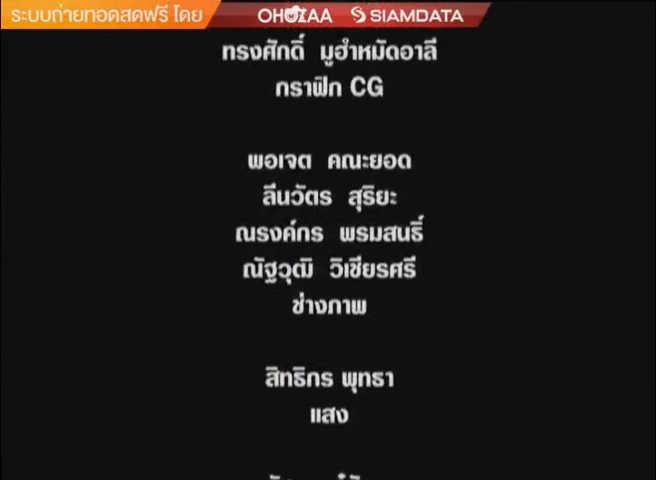 ระบบถ่ายทอดสดฟรี โดย OHOZAA SIAMDATA
ทรงศักดิ์ มูฮำหมัดอาลี
กราฟิก CG
พอเจต คณะยอด
ลีนวัตร สุริยะ
ณรงค์กร พรมสนธิ์
ณัฐวุฒิ วิเชียรศรี
ช่างภาพ
สิทธิกร พุทธา
แสง